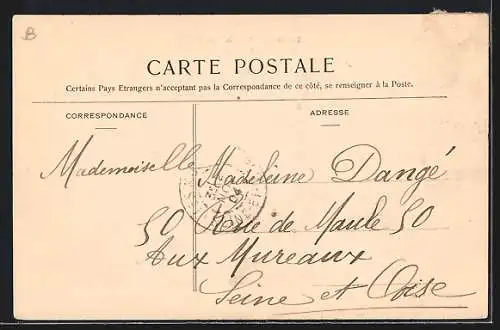 B
CARTE POSTALE
Certains Pays Etrangers n'acceptant pas la Correspondance de ce côté, se renseigner à la Poste.
CORRESPONDANCE
ADRESSE
Mademoiselle Madeleine Dangé
50 Rue de Maule 50
Aux Mureaux
Seine et Oise